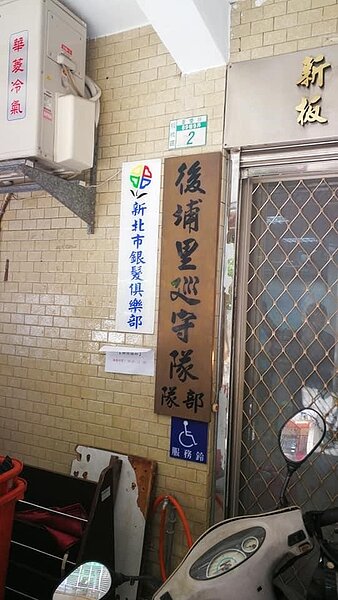 華菱冷氣
新板
2
後埔里巡守隊
隊部
新北市銀髮俱樂部
服務鈴